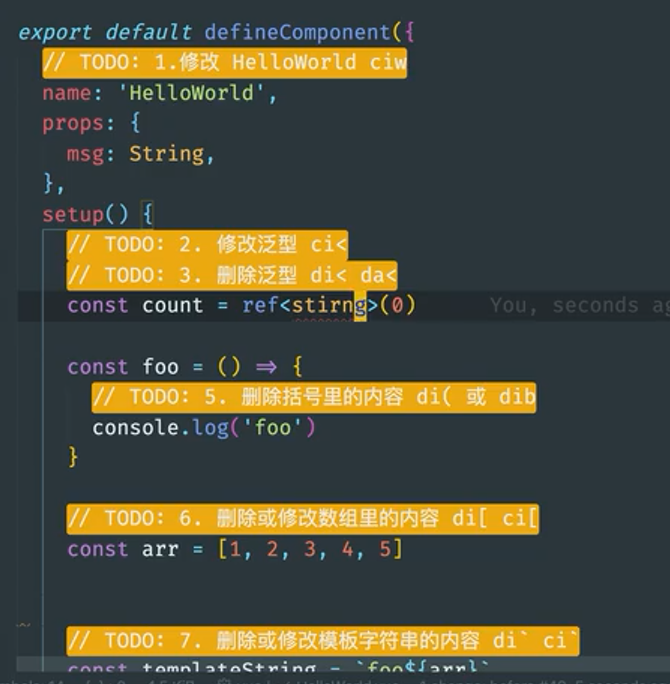 export default defineComponent({
// TODO: 1.修改 HelloWorld ciw
name: 'HelloWorld',
props: {
msg: String,
},
setup() {
// TODO: 2. 修改泛型 ci<
// TODO: 3. 删除泛型 di< da<
const count = ref<stirng>(0) You, seconds ag
const foo = () => {
// TODO: 5. 删除括号里的内容 di( 或 dib
console.log('foo')
}
// TODO: 6. 删除或修改数组里的内容 di[ ci[
const arr = [1, 2, 3, 4, 5]
// TODO: 7. 删除或修改模板字符串的内容 di` ci`
const templateString = `foo${arr}`